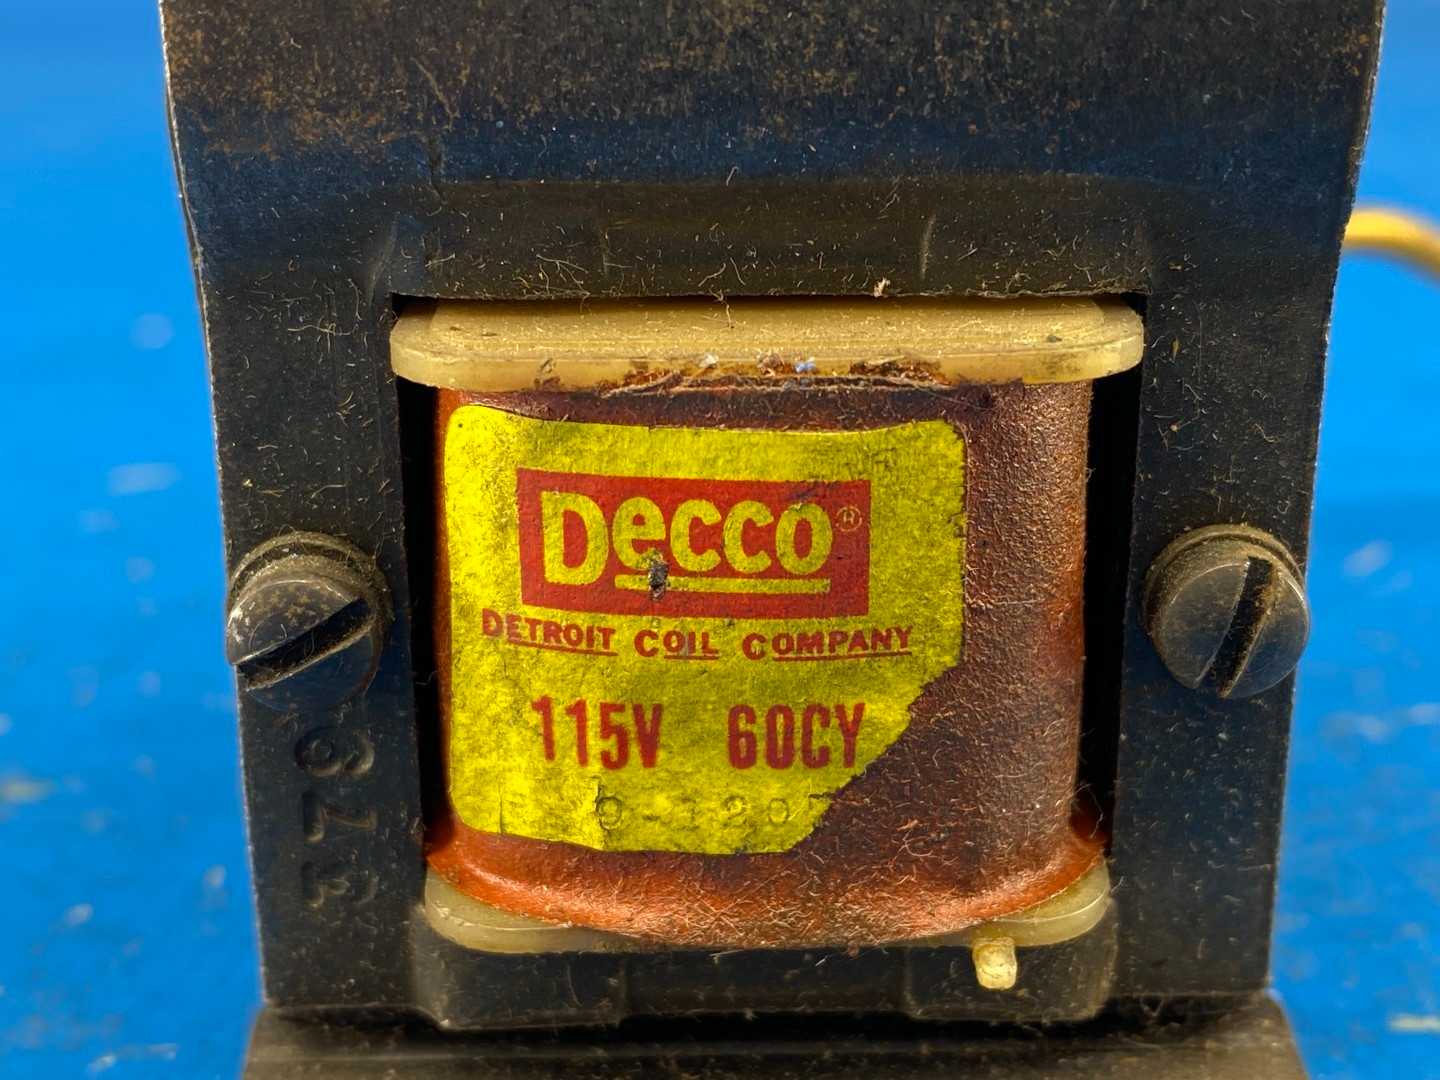 Decco®
DETROIT COIL COMPANY
115V 60CY